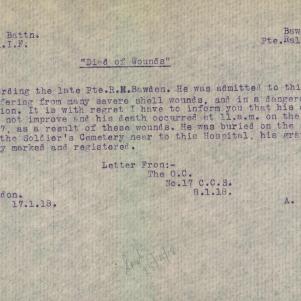 Battn. Baw
.I.F. Pte.Hal
"Died of Wounds"
rding the late Pte.R.M.Bawden. He was admitted to thi
fering from many severe shell wounds, and in a danger
ion. It is with regret I have to inform you that his
not improve and his death occurred at 11.a.m. on the
7, as a result of these wounds. He was buried on the
the Soldier's Cemetery near to this Hospital, his gra
y marked and registered.
Letter From:-
The O.C.
No.17 C.C.S.
don. 8.1.18.
17.1.18. A.